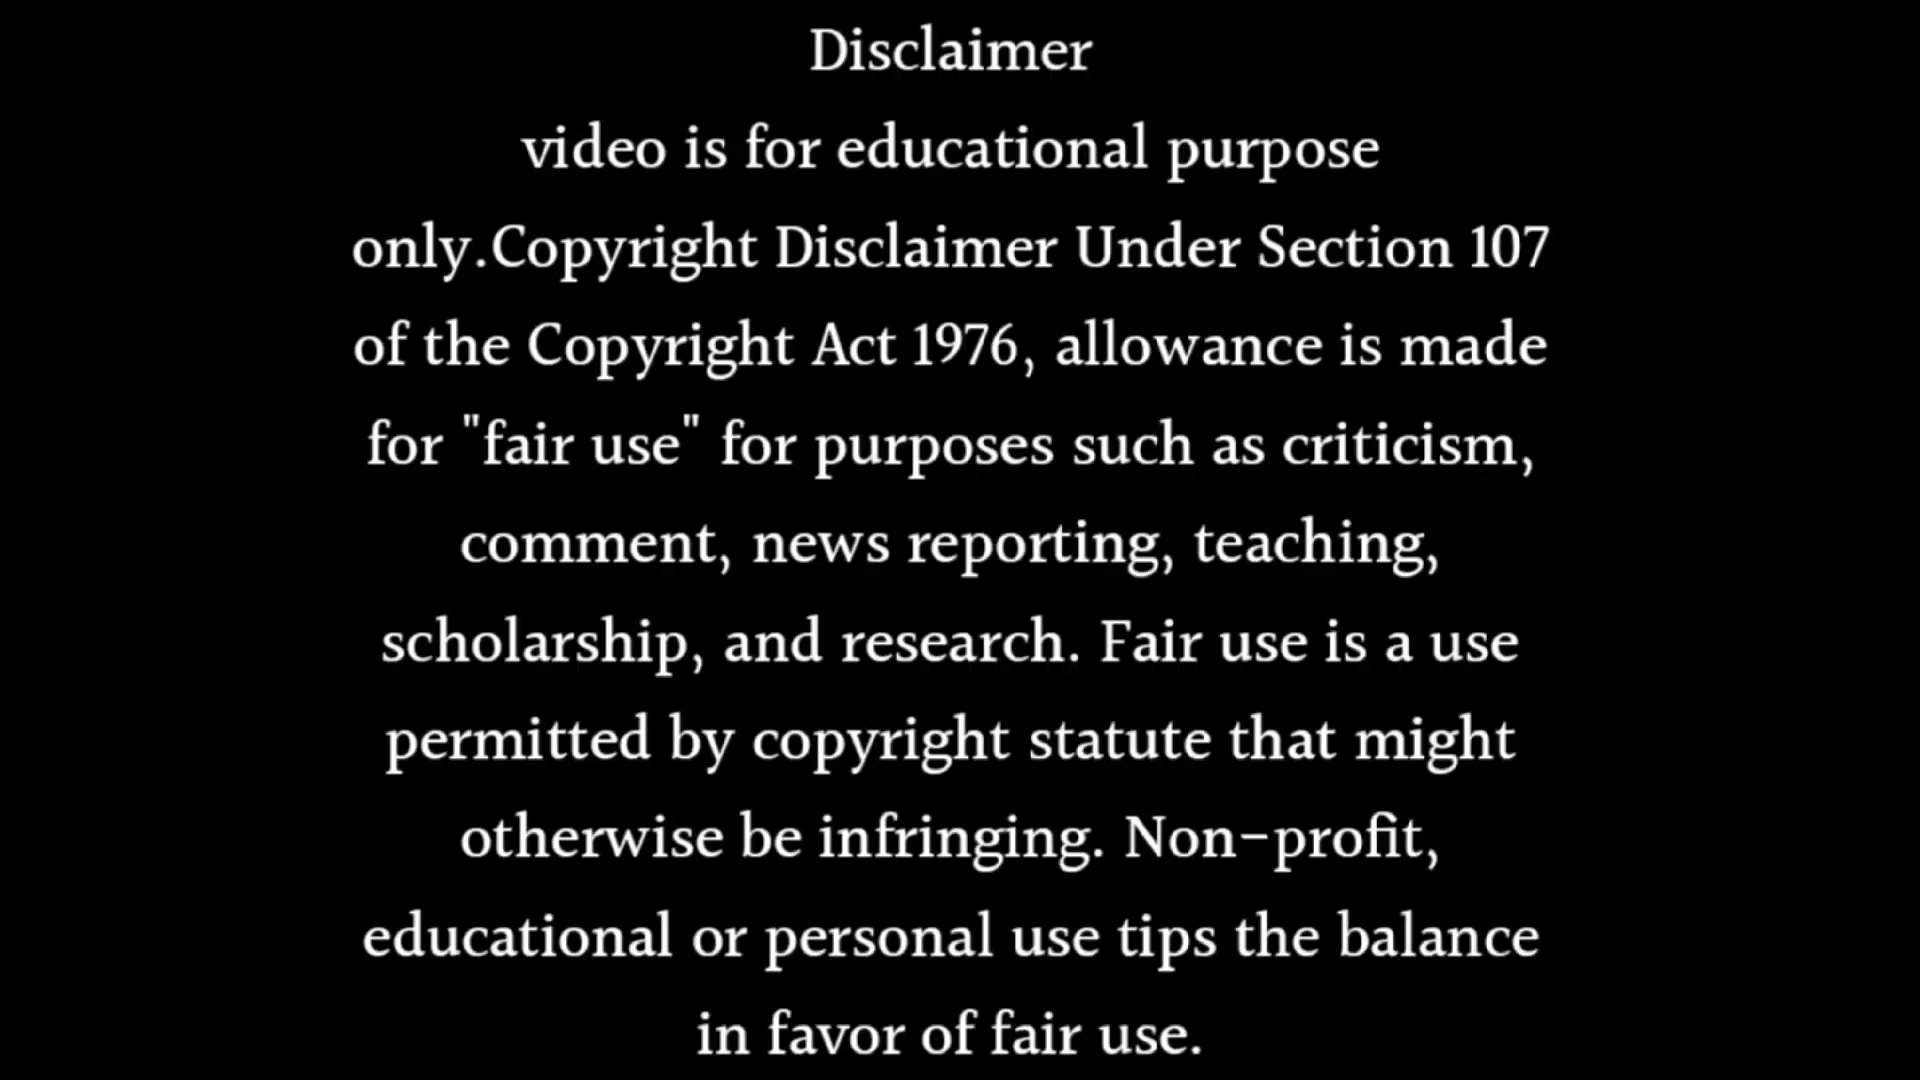 Disclaimer
video is for educational purpose
only.Copyright Disclaimer Under Section 107
of the Copyright Act 1976, allowance is made
for "fair use" for purposes such as criticism,
comment, news reporting, teaching,
scholarship, and research. Fair use is a use
permitted by copyright statute that might
otherwise be infringing. Non-profit,
educational or personal use tips the balance
in favor of fair use.